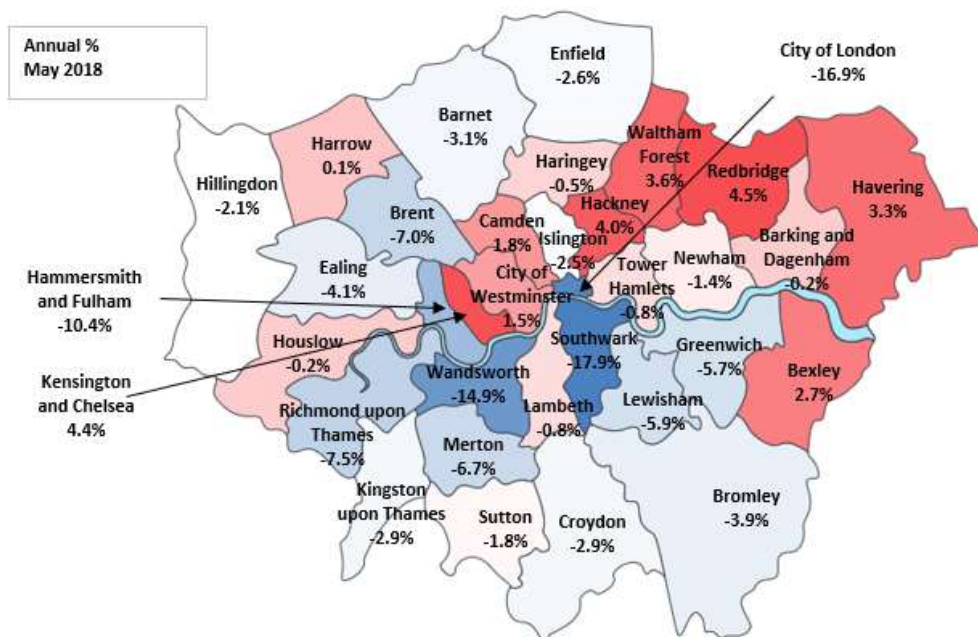 Annual %
May 2018
Enfield
-2.6%
City of London
-16.9%
Barnet
-3.1%
Harrow
0.1%
Haringey
-0.5%
Waltham
Forest
3.6%
Redbridge
4.5%
Havering
3.3%
Hillingdon
-2.1%
Brent
-7.0%
Camden
1.8%
Islington
-2.5%
Hackney
4.0%
Barking and
Dagenham
-0.2%
Hammersmith
and Fulham
-10.4%
Ealing
-4.1%
City of
Westminster
1.5%
Tower
Hamlets
-0.8%
Newham
-1.4%
Kensington
and Chelsea
4.4%
Houslow
-0.2%
Wandsworth
-14.9%
Southwark
-17.9%
Greenwich
-5.7%
Bexley
2.7%
Richmond upon
Thames
-7.5%
Lambeth
-0.8%
Lewisham
-5.9%
Merton
-6.7%
Kingston
upon Thames
-2.9%
Sutton
-1.8%
Croydon
-2.9%
Bromley
-3.9%